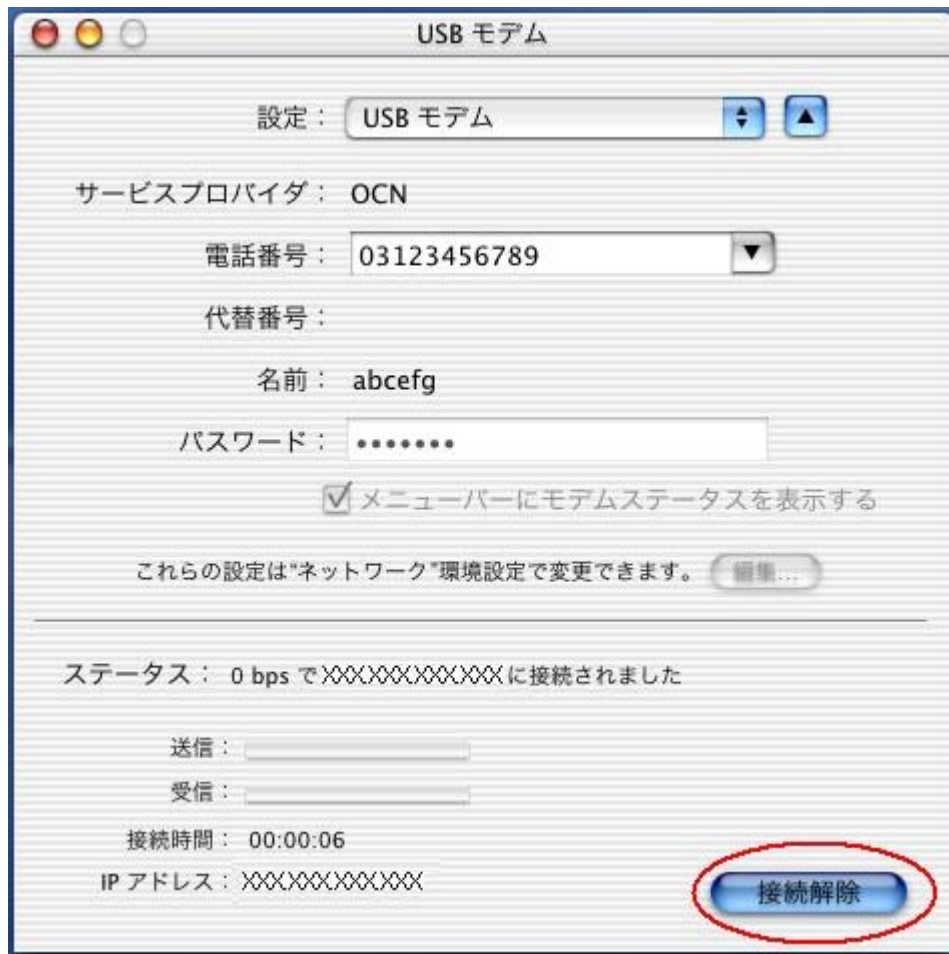 USB モデム
設定： USB モデム
サービスプロバイダ： OCN
電話番号： 03123456789
代替番号：
名前： abcefg
パスワード： •••••••
メニューバーにモデムステータスを表示する
これらの設定は“ネットワーク”環境設定で変更できます。 編集...
ステータス： 0 bps で XXX.XXX.XXX.XXX に接続されました
送信：
受信：
接続時間： 00:00:06
IP アドレス： XXX.XXX.XXX.XXX
接続解除